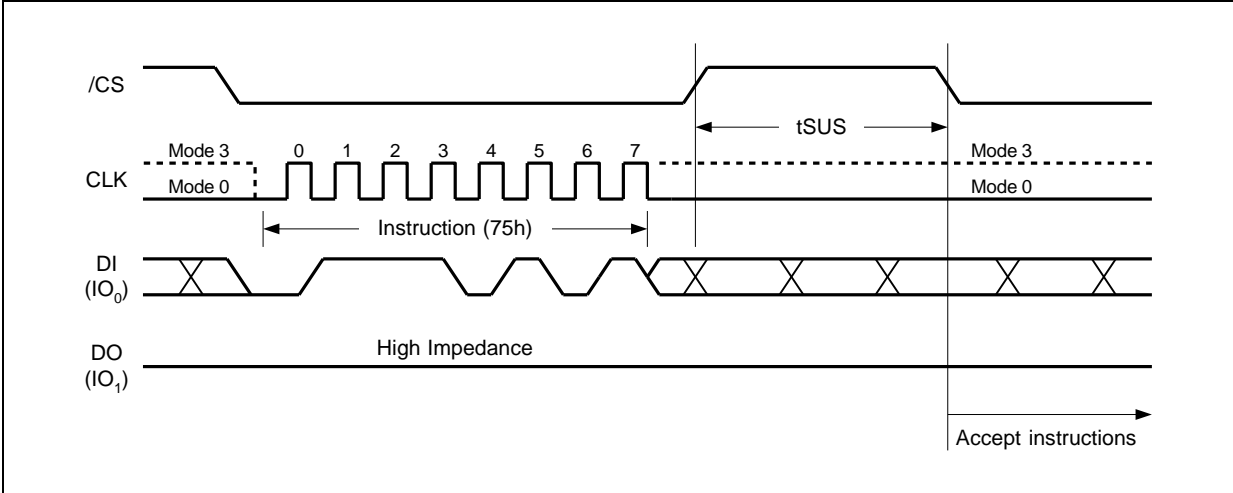 /CS
tSUS
Mode 3 0 1 2 3 4 5 6 7 Mode 3
CLK
Mode 0 Mode 0
Instruction (75h)
DI
(IO₀)
High Impedance
DO
(IO₁)
Accept instructions